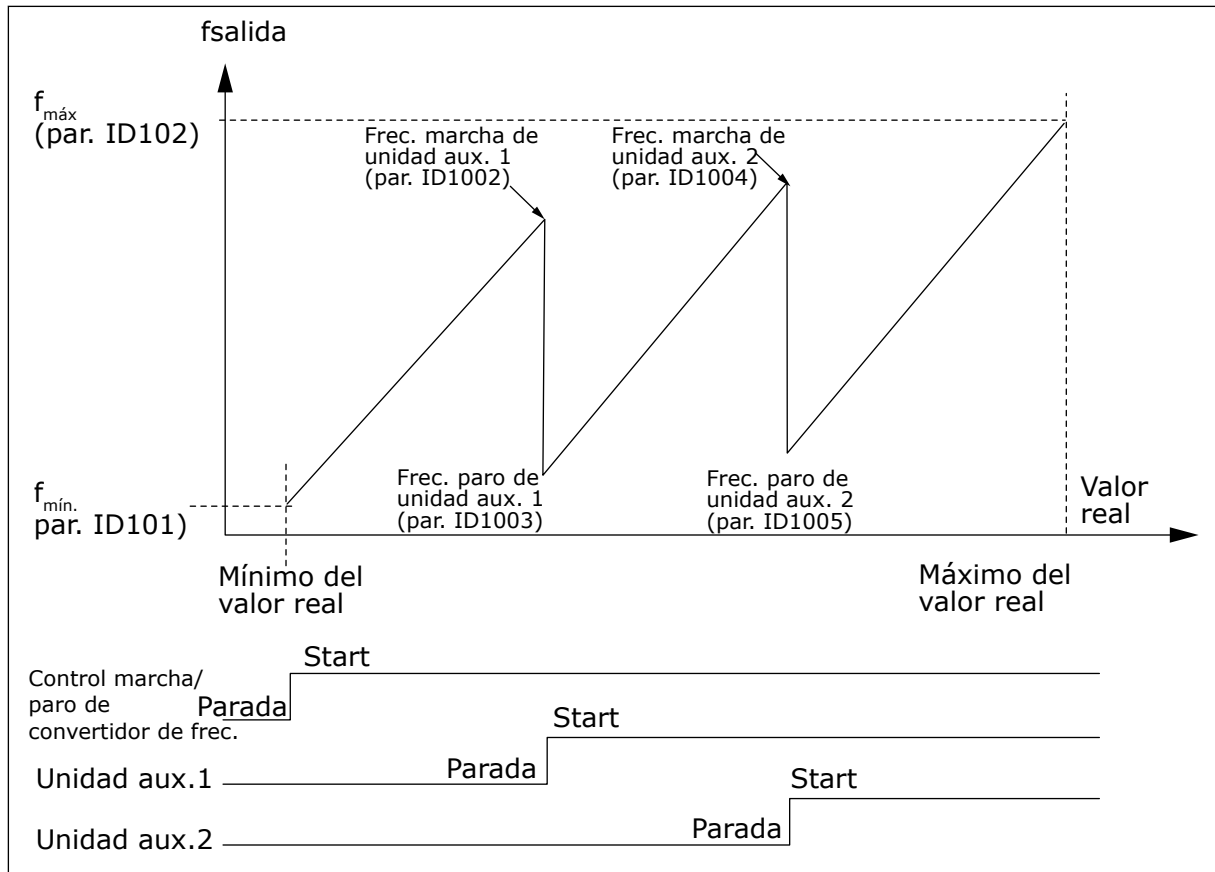 fsalida
fmáx
(par. ID102)
Frec. marcha de
unidad aux. 1
(par. ID1002)
Frec. marcha de
unidad aux. 2
(par. ID1004)
Frec. paro de
unidad aux. 1
(par. ID1003)
Frec. paro de
unidad aux. 2
(par. ID1005)
fmín.
par. ID101)
Valor
real
Mínimo del
valor real
Máximo del
valor real
Control marcha/
paro de
convertidor de frec.
Parada
Start
Unidad aux.1
Parada
Start
Unidad aux.2
Parada
Start